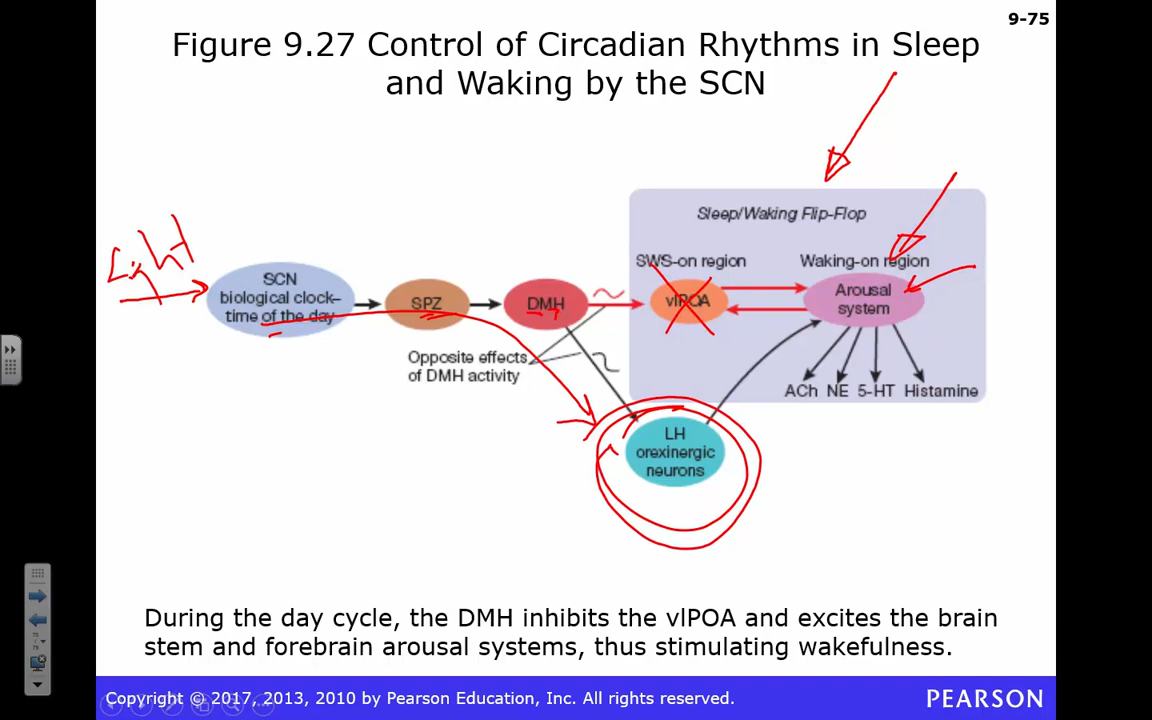 9-75
Figure 9.27 Control of Circadian Rhythms in Sleep
and Waking by the SCN
Light
Sleep/Waking Flip-Flop
SWS-on region
Waking-on region
SCN
biological clock–
time of the day
SPZ
DMH
vlPOA
Arousal
system
Opposite effects
of DMH activity
ACh NE 5-HT Histamine
LH
orexinergic
neurons
During the day cycle, the DMH inhibits the vlPOA and excites the brain
stem and forebrain arousal systems, thus stimulating wakefulness.
Copyright © 2017, 2013, 2010 by Pearson Education, Inc. All rights reserved.
PEARSON